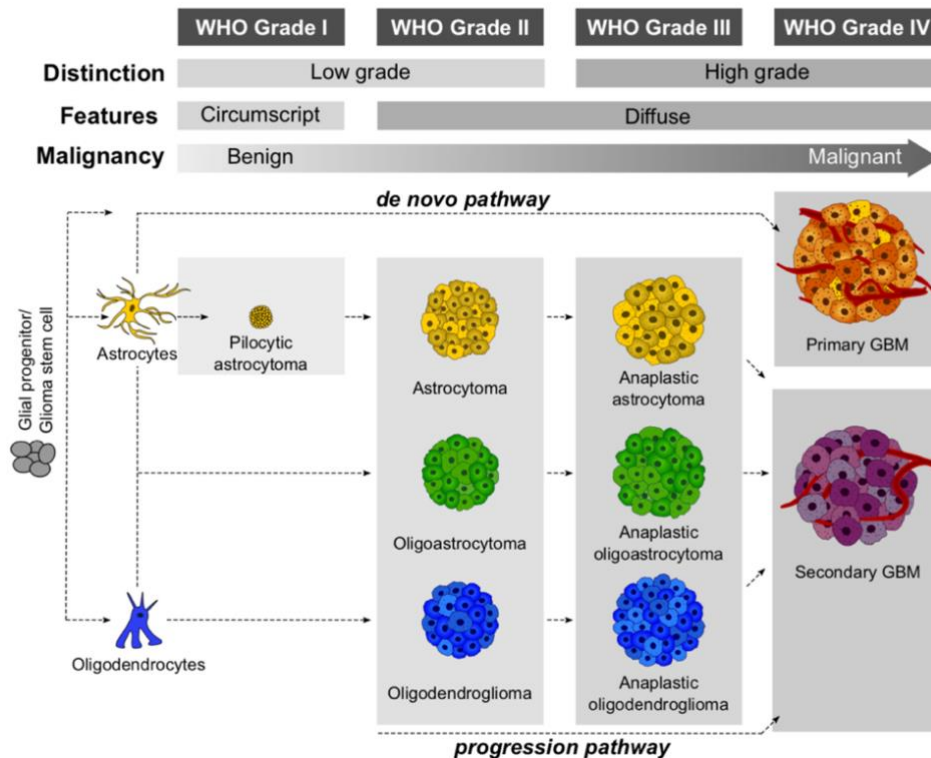 WHO Grade I
WHO Grade II
WHO Grade III
WHO Grade IV
Distinction
Low grade
High grade
Features
Circumscript
Diffuse
Malignancy
Benign
Malignant
de novo pathway
Glial progenitor/
Glioma stem cell
Astrocytes
Pilocytic
astrocytoma
Astrocytoma
Anaplastic
astrocytoma
Primary GBM
Oligoastrocytoma
Anaplastic
oligoastrocytoma
Secondary GBM
Oligodendrocytes
Oligodendroglioma
Anaplastic
oligodendroglioma
progression pathway